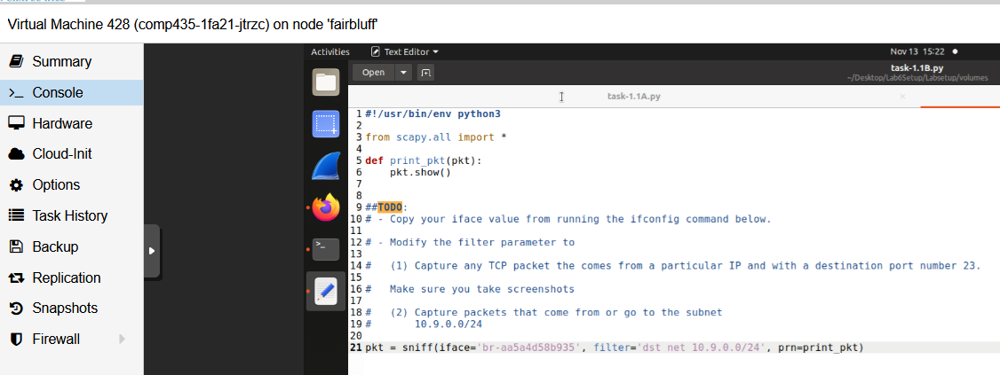 Virtual Machine 428 (comp435-1fa21-jtrzc) on node 'fairbluff'
Summary
Console
Hardware
Cloud-Init
Options
Task History
Backup
Replication
Snapshots
Firewall
Activities Text Editor Nov 13 15:22
Open task-1.1B.py
~/Desktop/Lab6Setup/Labsetup/volumes
task-1.1A.py ×
1 #!/usr/bin/env python3
2
3 from scapy.all import *
4
5 def print_pkt(pkt):
6     pkt.show()
7
8
9 ##TODO:
10 # - Copy your iface value from running the ifconfig command below.
11
12 # - Modify the filter parameter to
13
14 #   (1) Capture any TCP packet the comes from a particular IP and with a destination port number 23.
15
16 #   Make sure you take screenshots
17
18 #   (2) Capture packets that come from or go to the subnet
19 #       10.9.0.0/24
20
21 pkt = sniff(iface='br-aa5a4d58b935', filter='dst net 10.9.0.0/24', prn=print_pkt)